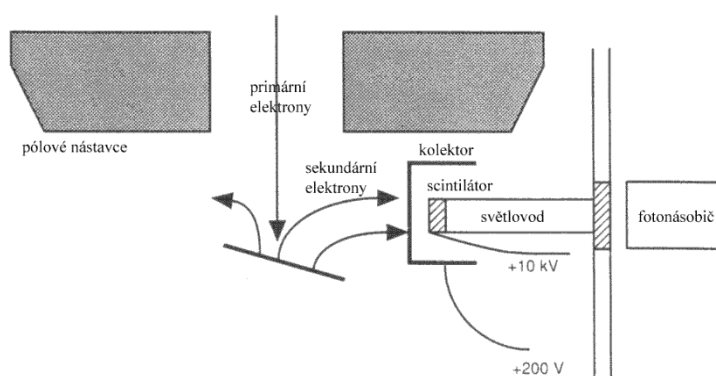 primární
elektrony
pólové nástavce
kolektor
sekundární
elektrony
scintilátor
světlovod
fotonásobič
+10 kV
+200 V